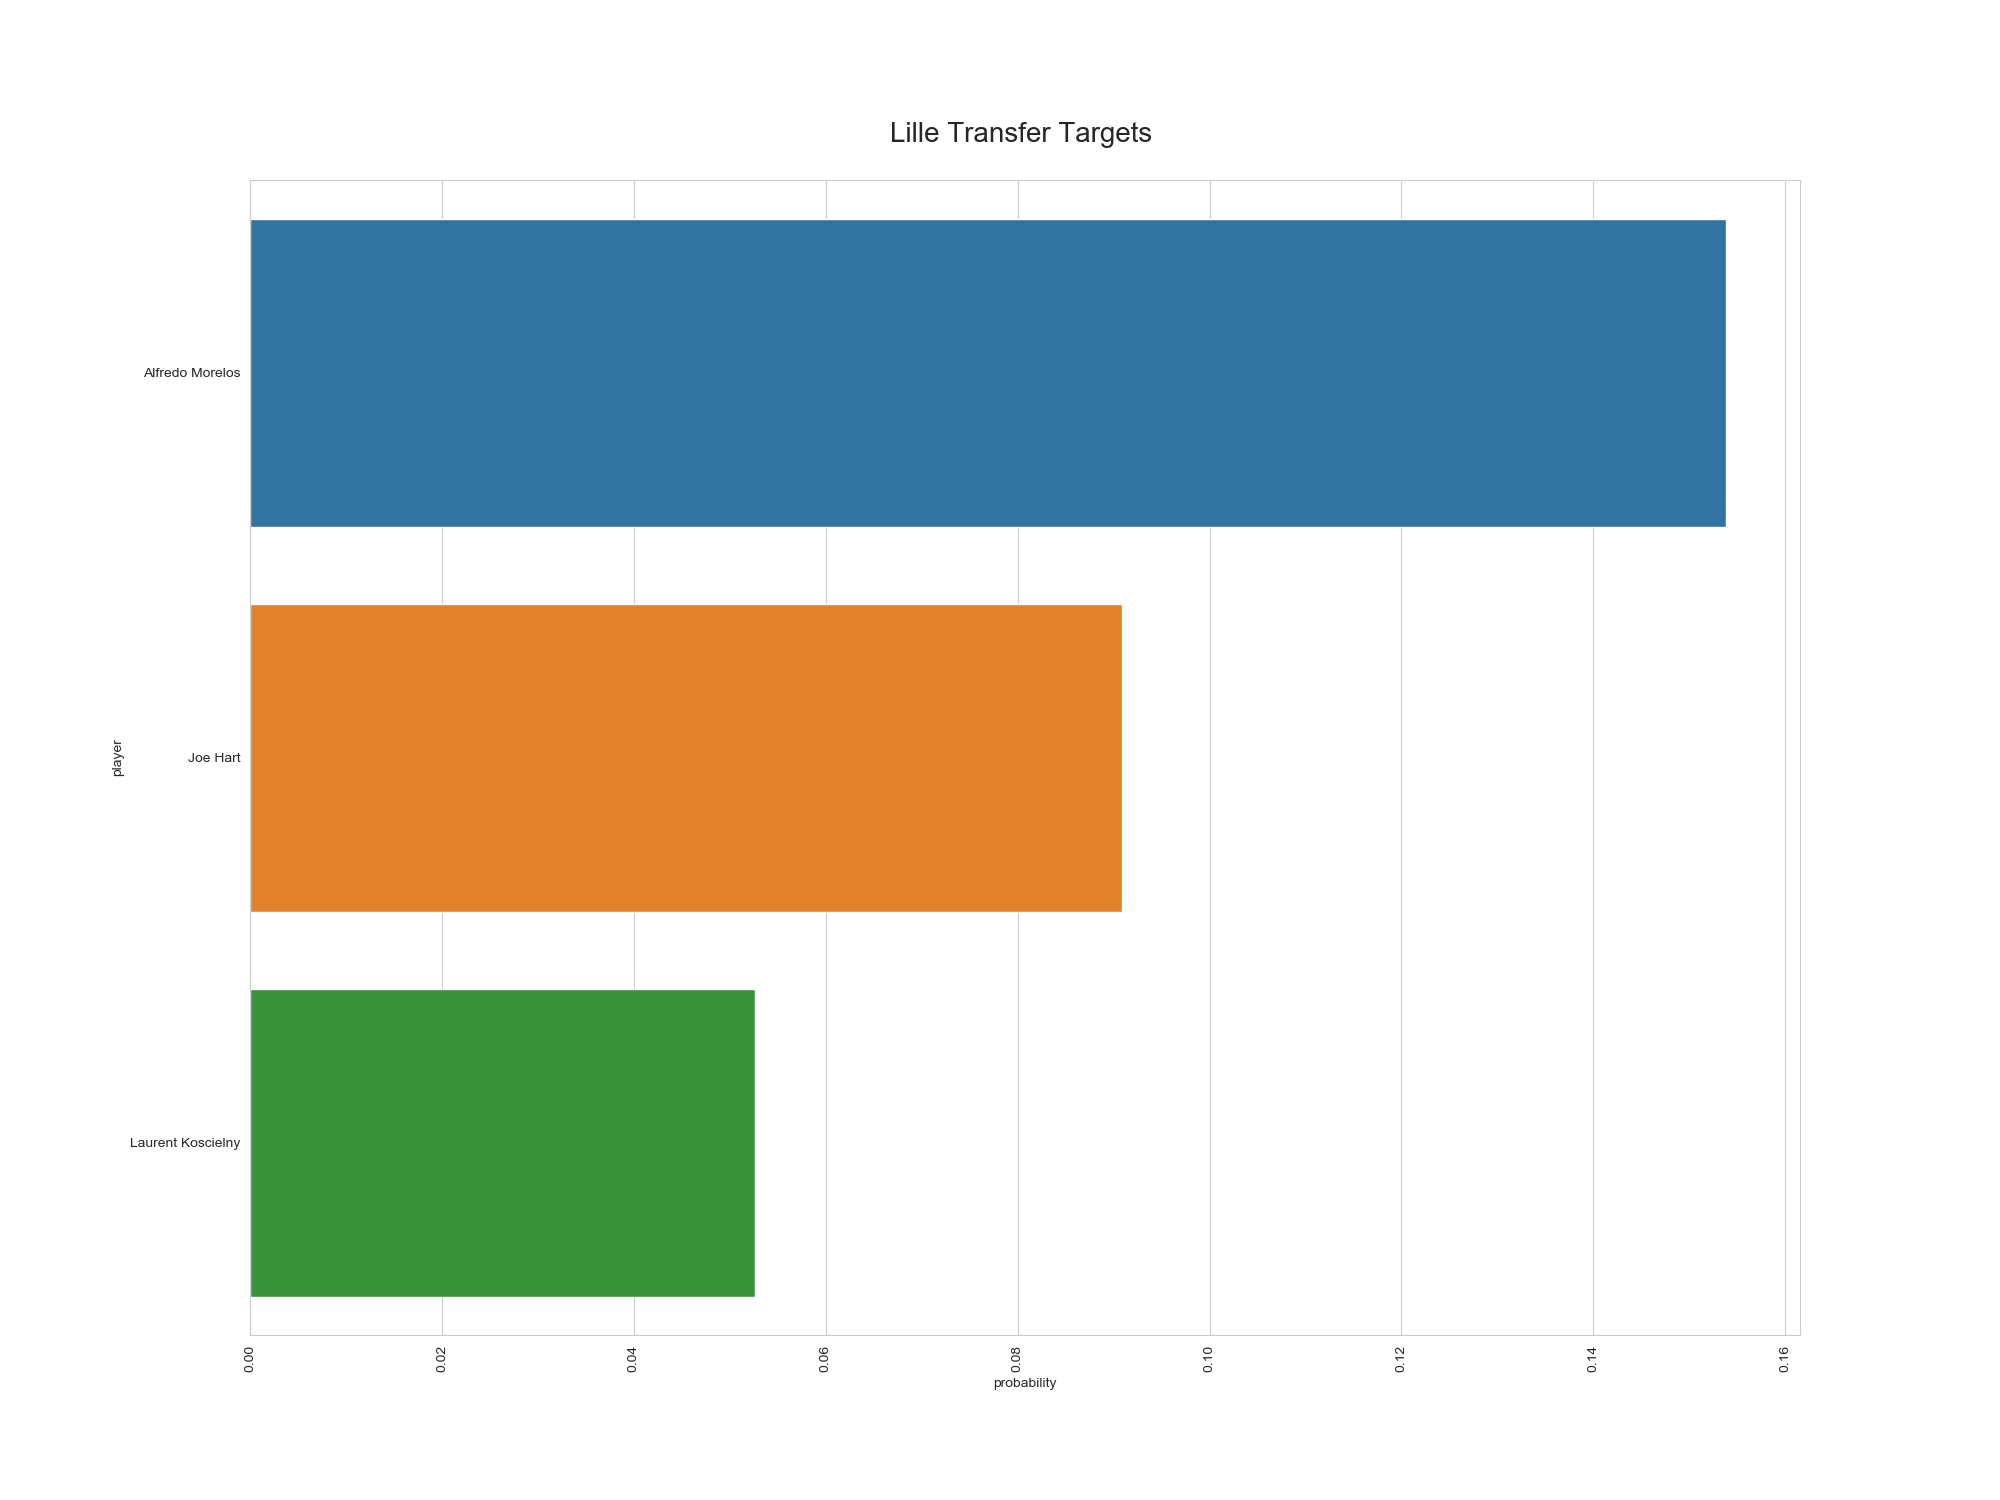 Lille Transfer Targets
Alfredo Morelos
Joe Hart
Laurent Koscielny
player
0.00
0.02
0.04
0.06
0.08
0.10
0.12
0.14
0.16
probability